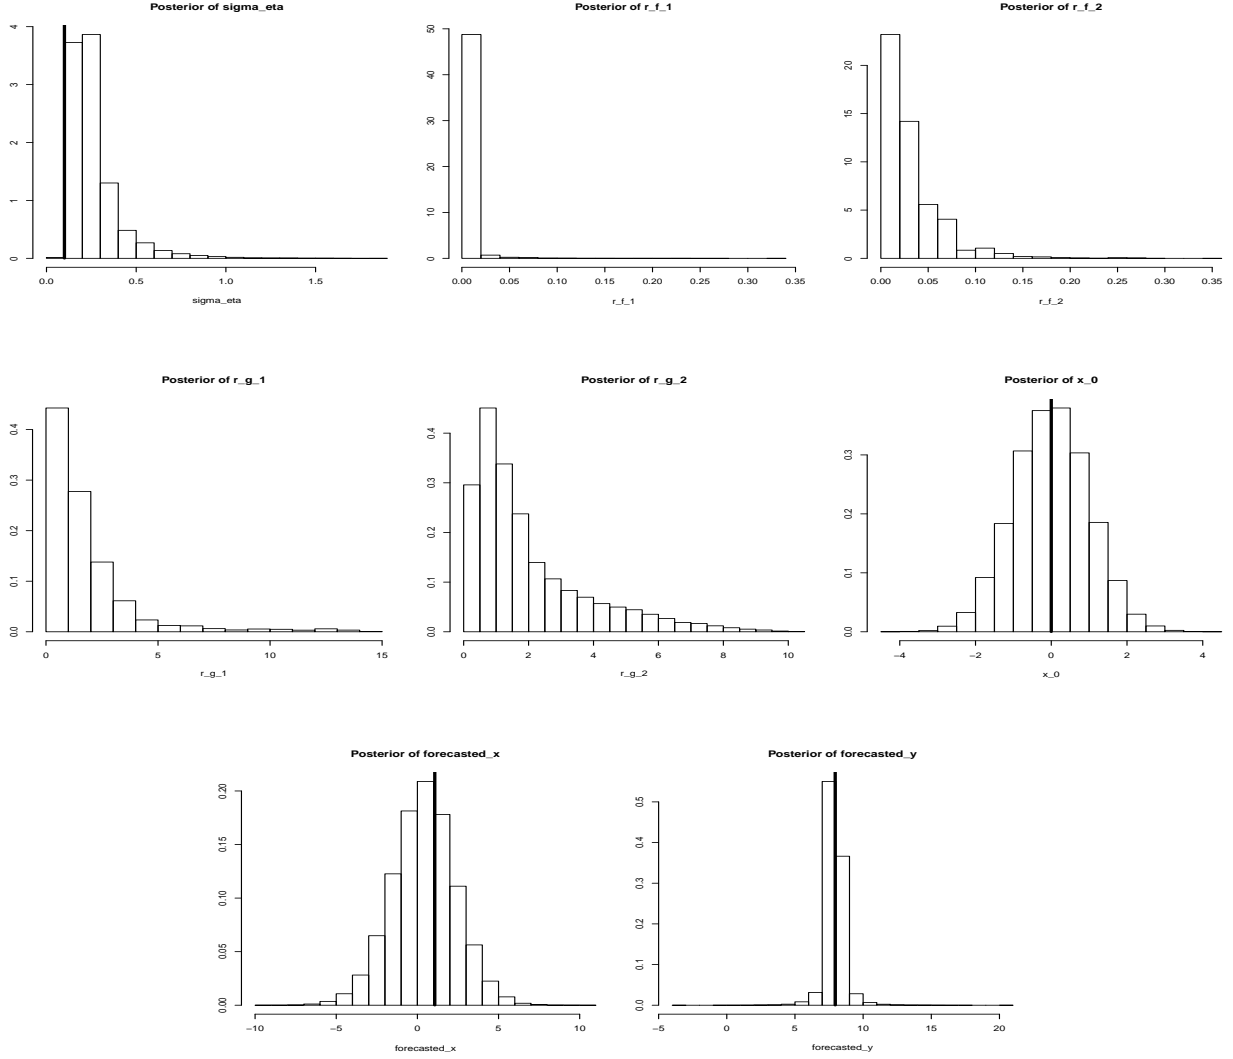 Posterior of sigma_eta
0 1 2 3 4
0.0 0.5 1.0 1.5
sigma_eta
Posterior of r_f_1
0 10 20 30 40 50
0.00 0.05 0.10 0.15 0.20 0.25 0.30 0.35
r_f_1
Posterior of r_f_2
0 5 10 15 20
0.00 0.05 0.10 0.15 0.20 0.25 0.30 0.35
r_f_2
Posterior of r_g_1
0.0 0.1 0.2 0.3 0.4
0 5 10 15
r_g_1
Posterior of r_g_2
0.0 0.1 0.2 0.3 0.4
0 2 4 6 8 10
r_g_2
Posterior of x_0
0.0 0.1 0.2 0.3
−4 −2 0 2 4
x_0
Posterior of forecasted_x
0.00 0.05 0.10 0.15 0.20
−10 −5 0 5 10
forecasted_x
Posterior of forecasted_y
0.0 0.1 0.2 0.3 0.4 0.5
−5 0 5 10 15 20
forecasted_y